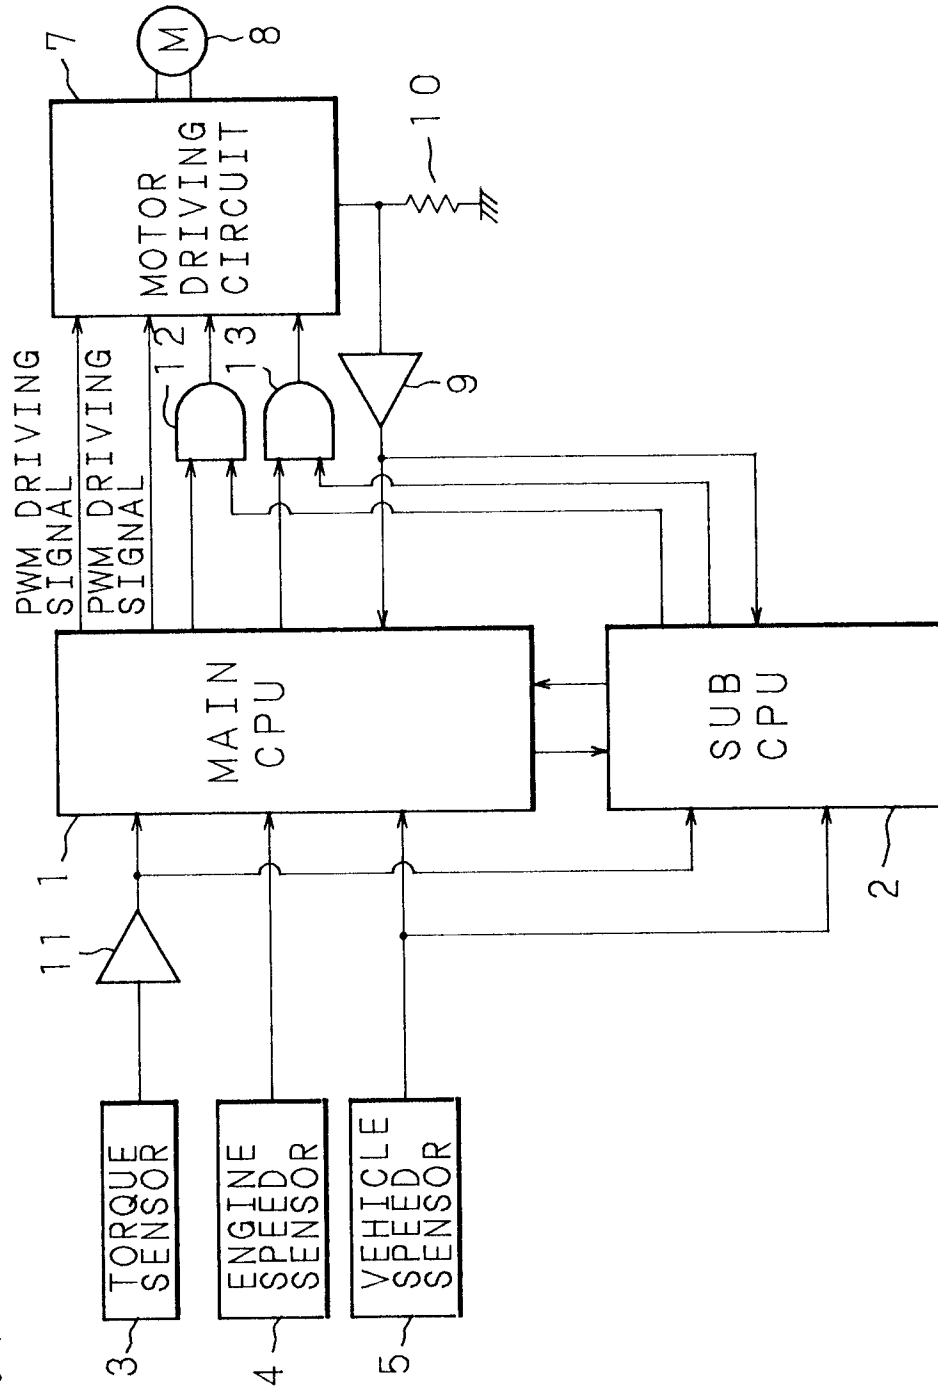 3
TORQUE
SENSOR
4
ENGINE
SPEED
SENSOR
5
VEHICLE
SPEED
SENSOR
11
1
MAIN
CPU
2
SUB
CPU
PWM DRIVING
SIGNAL
PWM DRIVING
SIGNAL
12
13
9
7
MOTOR
DRIVING
CIRCUIT
M
8
10